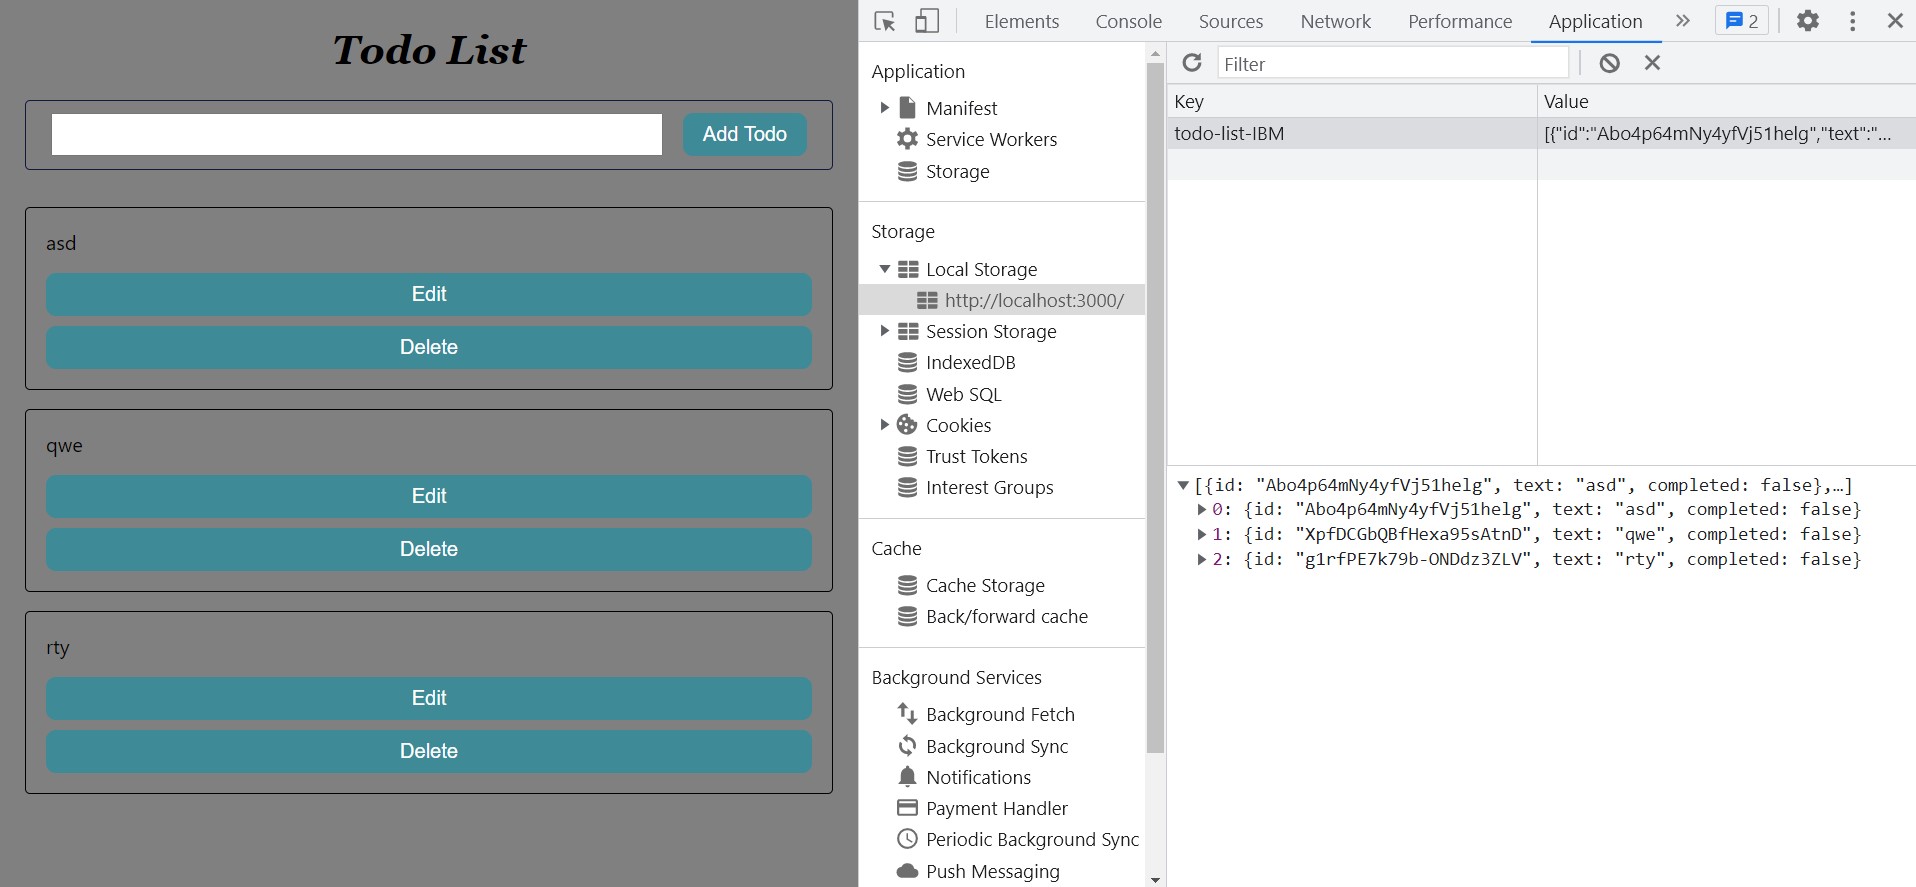 Todo List
Add Todo
asd
Edit
Delete
qwe
Edit
Delete
rty
Edit
Delete
Elements Console Sources Network Performance Application 2
Application
Manifest
Service Workers
Storage
Storage
Local Storage
http://localhost:3000/
Session Storage
IndexedDB
Web SQL
Cookies
Trust Tokens
Interest Groups
Cache
Cache Storage
Back/forward cache
Background Services
Background Fetch
Background Sync
Notifications
Payment Handler
Periodic Background Sync
Push Messaging
Filter
Key Value
todo-list-IBM [{"id":"Abo4p64mNy4yfVj51helg","text":"...
[{id: "Abo4p64mNy4yfVj51helg", text: "asd", completed: false},…]
0: {id: "Abo4p64mNy4yfVj51helg", text: "asd", completed: false}
1: {id: "XpfDCGbQBfHexa95sAtnD", text: "qwe", completed: false}
2: {id: "g1rfPE7k79b-ONDdz3ZLV", text: "rty", completed: false}